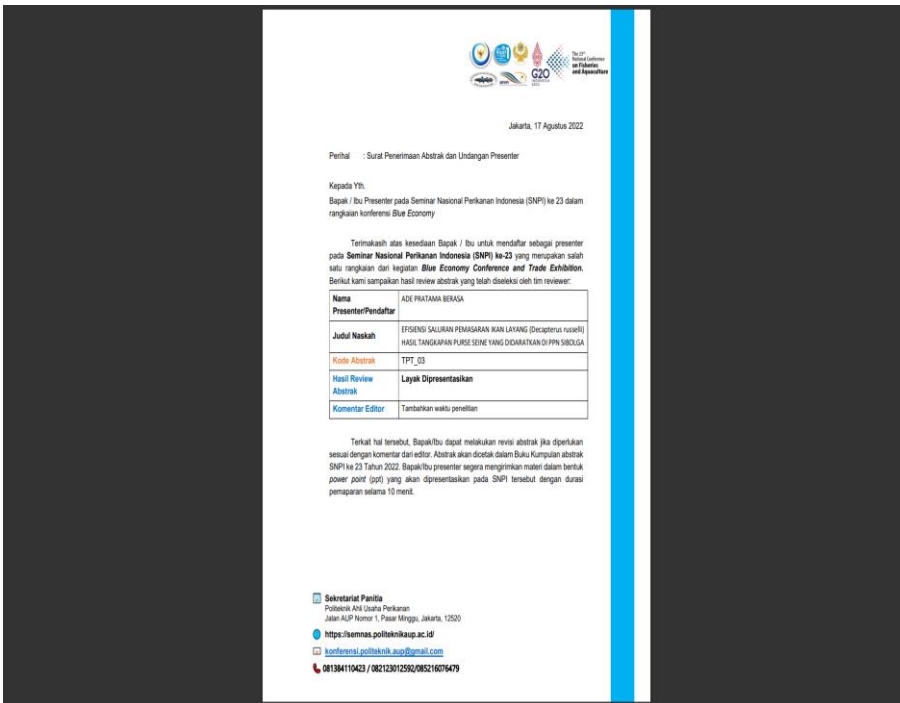 G20
The 23rd
National Conference
on Fisheries
and Aquaculture
Jakarta, 17 Agustus 2022
Perihal : Surat Penerimaan Abstrak dan Undangan Presenter
Kepada Yth.
Bapak / Ibu Presenter pada Seminar Nasional Perikanan Indonesia (SNPI) ke 23 dalam
rangkaian konferensi Blue Economy
Terimakasih atas kesediaan Bapak / Ibu untuk mendaftar sebagai presenter
pada Seminar Nasional Perikanan Indonesia (SNPI) ke-23 yang merupakan salah
satu rangkaian dari kegiatan Blue Economy Conference and Trade Exhibition.
Berikut kami sampaikan hasil review abstrak yang telah diseleksi oleh tim reviewer:
Nama ADE PRATAMA BERASA
Presenter/Pendaftar
Judul Naskah EFISIENSI SALURAN PEMASARAN IKAN LAYANG (Decapterus russelli)
HASIL TANGKAPAN PURSE SEINE YANG DIDARATKAN DI PPN SIBOLGA
Kode Abstrak TPT_03
Hasil Review Layak Dipresentasikan
Abstrak
Komentar Editor Tambahkan waktu penelitian
Terkait hal tersebut, Bapak/Ibu dapat melakukan revisi abstrak jika diperlukan
sesuai dengan komentar dari editor. Abstrak akan dicetak dalam Buku Kumpulan abstrak
SNPI ke 23 Tahun 2022. Bapak/Ibu presenter segera mengirimkan materi dalam bentuk
power point (ppt) yang akan dipresentasikan pada SNPI tersebut dengan durasi
pemaparan selama 10 menit.
Sekretariat Panitia
Politeknik Ahli Usaha Perikanan
Jalan AUP Nomor 1, Pasar Minggu, Jakarta, 12520
https://semnas.politeknikaup.ac.id/
konferensi.politeknik.aup@gmail.com
081384110423 / 082123012592/085216076479